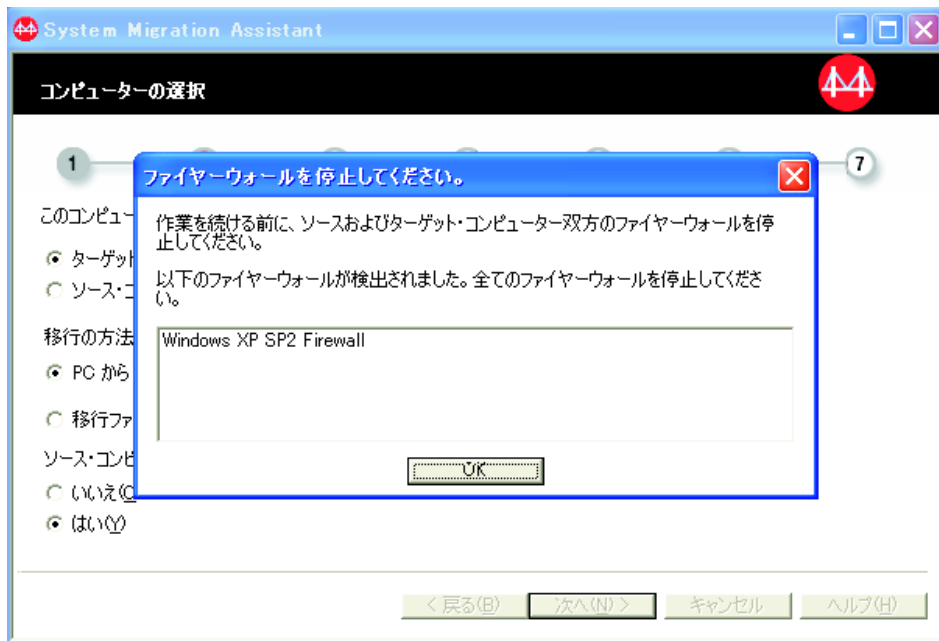 System Migration Assistant
コンピューターの選択
1
7
ファイヤーウォールを停止してください。
作業を続ける前に、ソースおよびターゲット・コンピューター双方のファイヤーウォールを停
止してください。
以下のファイヤーウォールが検出されました。全てのファイヤーウォールを停止してくださ
い。
Windows XP SP2 Firewall
OK
このコンピュー
ターゲット
ソース・コ
移行の方法
PC から
移行ファ
ソース・コンピ
いいえ(O
はい(Y)
< 戻る(B)
次へ(N) >
キャンセル
ヘルプ(H)